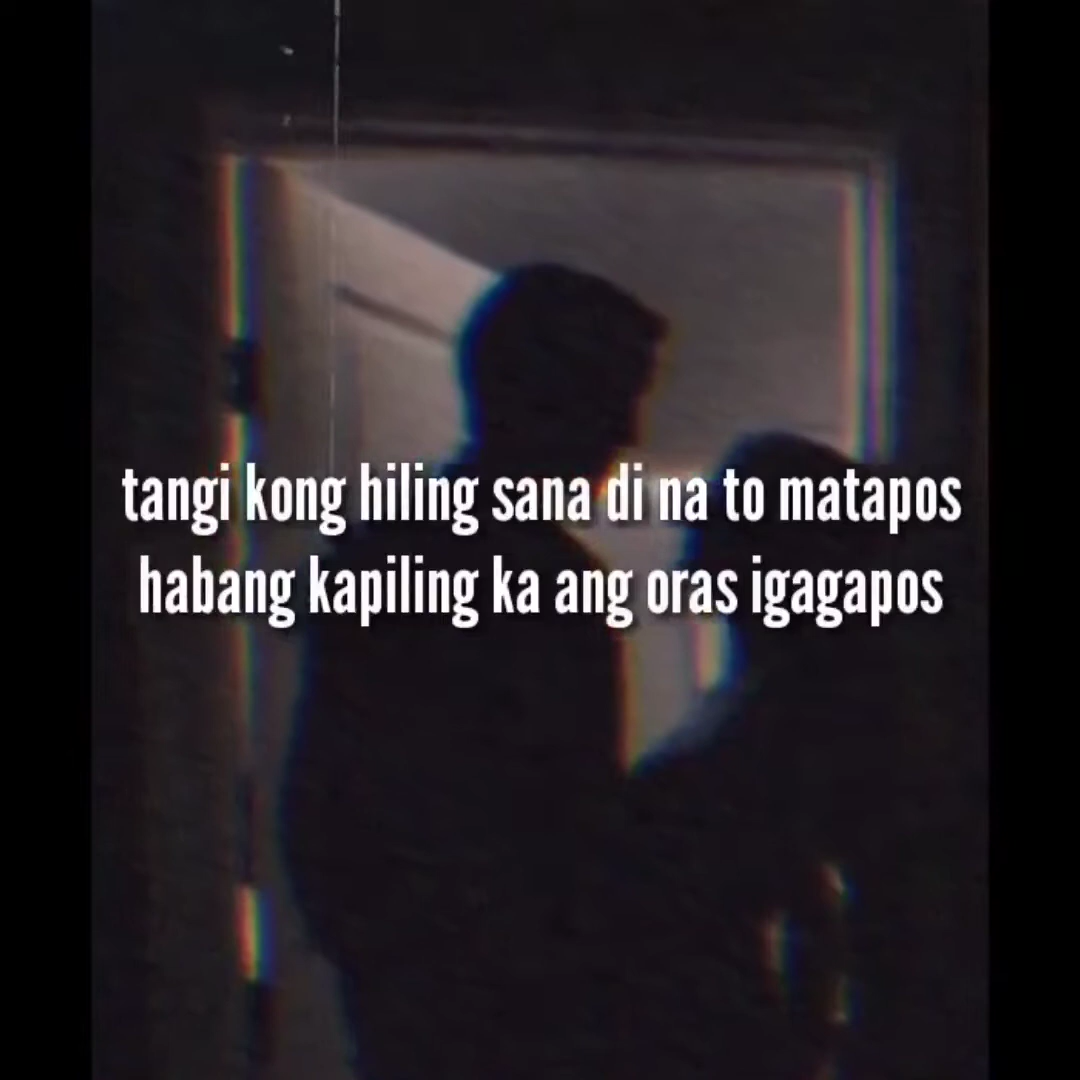 tangi kong hiling sana di na to matapos
habang kapiling ka ang oras igagapos